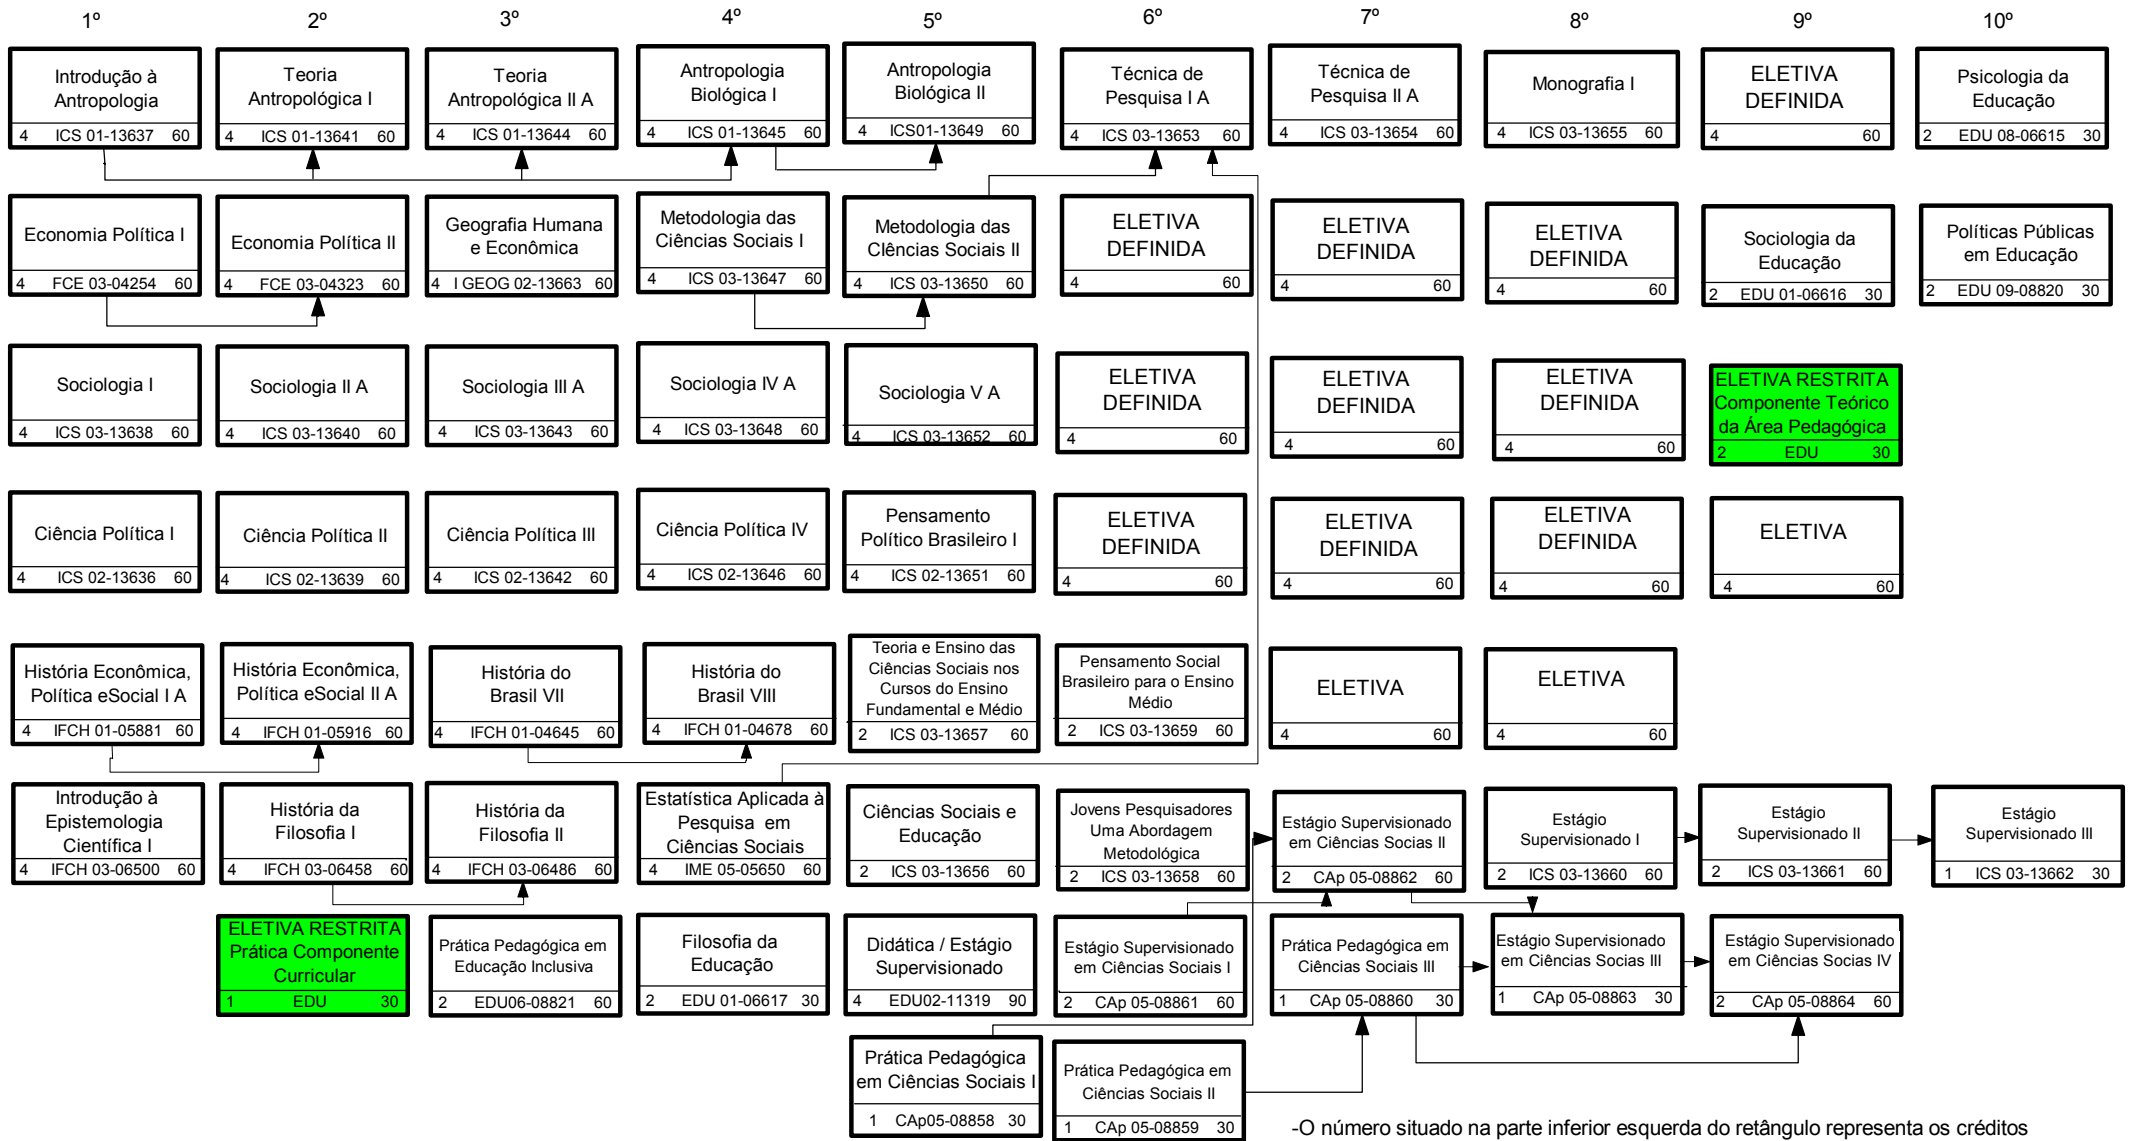 1º 2º 3º 4º 5º 6º 7º 8º 9º 10º
Introdução à
Antropologia
4 ICS 01-13637 60
Teoria
Antropológica I
4 ICS 01-13641 60
Teoria
Antropológica II A
4 ICS 01-13644 60
Antropologia
Biológica I
4 ICS 01-13645 60
Antropologia
Biológica II
4 ICS01-13649 60
Técnica de
Pesquisa I A
4 ICS 03-13653 60
Técnica de
Pesquisa II A
4 ICS 03-13654 60
Monografia I
4 ICS 03-13655 60
ELETIVA
DEFINIDA
4 60
Psicologia da
Educação
2 EDU 08-06615 30
Economia Política I
4 FCE 03-04254 60
Economia Política II
4 FCE 03-04323 60
Geografia Humana
e Econômica
4 I GEOG 02-13663 60
Metodologia das
Ciências Sociais I
4 ICS 03-13647 60
Metodologia das
CIências Sociais II
4 ICS 03-13650 60
ELETIVA
DEFINIDA
4 60
ELETIVA
DEFINIDA
4 60
ELETIVA
DEFINIDA
4 60
Sociologia da
Educação
2 EDU 01-06616 30
Políticas Públicas
em Educação
2 EDU 09-08820 30
Sociologia I
4 ICS 03-13638 60
Sociologia II A
4 ICS 03-13640 60
Sociologia III A
4 ICS 03-13643 60
Sociologia IV A
4 ICS 03-13648 60
Sociologia V A
4 ICS 03-13652 60
ELETIVA
DEFINIDA
4 60
ELETIVA
DEFINIDA
4 60
ELETIVA
DEFINIDA
4 60
ELETIVA RESTRITA
Componente Teórico
da Área Pedagógica
2 EDU 30
Ciência Política I
4 ICS 02-13636 60
Ciência Política II
4 ICS 02-13639 60
Ciência Política III
4 ICS 02-13642 60
Ciência Política IV
4 ICS 02-13646 60
Pensamento
Político Brasileiro I
4 ICS 02-13651 60
ELETIVA
DEFINIDA
4 60
ELETIVA
DEFINIDA
4 60
ELETIVA
DEFINIDA
4 60
ELETIVA
4 60
História Econômica,
Política eSocial I A
4 IFCH 01-05881 60
História Econômica,
Política eSocial II A
4 IFCH 01-05916 60
História do
Brasil VII
4 IFCH 01-04645 60
História do
Brasil VIII
4 IFCH 01-04678 60
Teoria e Ensino das
Ciências Sociais nos
Cursos do Ensino
Fundamental e Médio
2 ICS 03-13657 60
Pensamento Social
Brasileiro para o Ensino
Médio
2 ICS 03-13659 60
ELETIVA
4 60
ELETIVA
4 60
Introdução à
Epistemologia
Científica I
4 IFCH 03-06500 60
História da
Filosofia I
4 IFCH 03-06458 60
História da
Filosofia II
4 IFCH 03-06486 60
Estatística Aplicada à
Pesquisa em
Ciências Sociais
4 IME 05-05650 60
Ciências Sociais e
Educação
2 ICS 03-13656 60
Jovens Pesquisadores
Uma Abordagem
Metodológica
2 ICS 03-13658 60
Estágio Supervisionado
em Ciências Socias II
2 CAp 05-08862 60
Estágio
Supervisionado I
2 ICS 03-13660 60
Estágio
Supervisionado II
2 ICS 03-13661 60
Estágio
Supervisionado III
1 ICS 03-13662 30
ELETIVA RESTRITA
Prática Componente
Curricular
1 EDU 30
Prática Pedagógica em
Educação Inclusiva
2 EDU06-08821 60
Filosofia da
Educação
2 EDU 01-06617 30
Didática / Estágio
Supervisionado
4 EDU02-11319 90
Estágio Supervisionado
em Ciências Sociais I
2 CAp 05-08861 60
Prática Pedagógica em
Ciências Sociais III
1 CAp 05-08860 30
Estágio Supervisionado
em Ciências Socias III
1 CAp 05-08863 30
Estágio Supervisionado
em Ciências Socias IV
2 CAp 05-08864 60
Prática Pedagógica
em Ciências Sociais I
1 CAp05-08858 30
Prática Pedagógica em
Ciências Sociais II
1 CAp 05-08859 30
-O número situado na parte inferior esquerda do retângulo representa os créditos